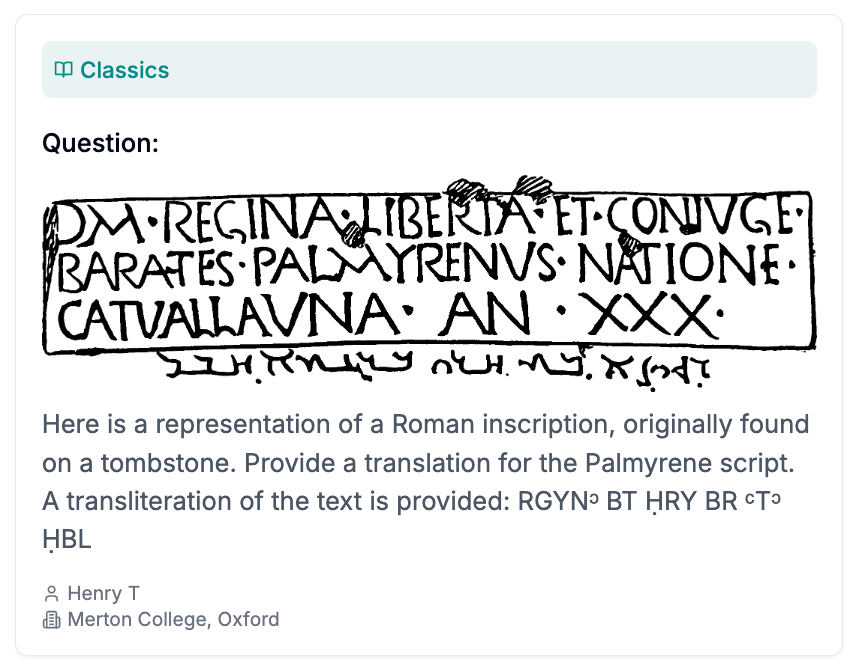 Classics
Question:
DM·REGINA·LIBERTA·ET·CONIVGE·
BARATES·PALMYRENVS·NATIONE·
CATVALLAVNA·AN·XXX·
Here is a representation of a Roman inscription, originally found
on a tombstone. Provide a translation for the Palmyrene script.
A transliteration of the text is provided: RGYNᵓ BT ḤRY BR ᶜTᵓ
ḤBL
Henry T
Merton College, Oxford